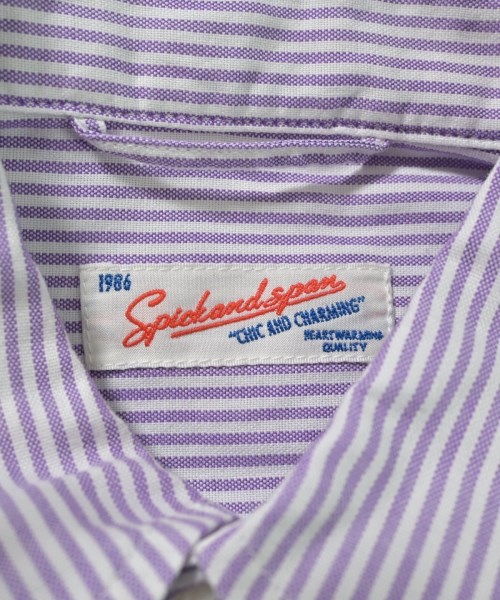 1986
Spickandspan
"CHIC AND CHARMING"
HEARTWARMING
QUALITY